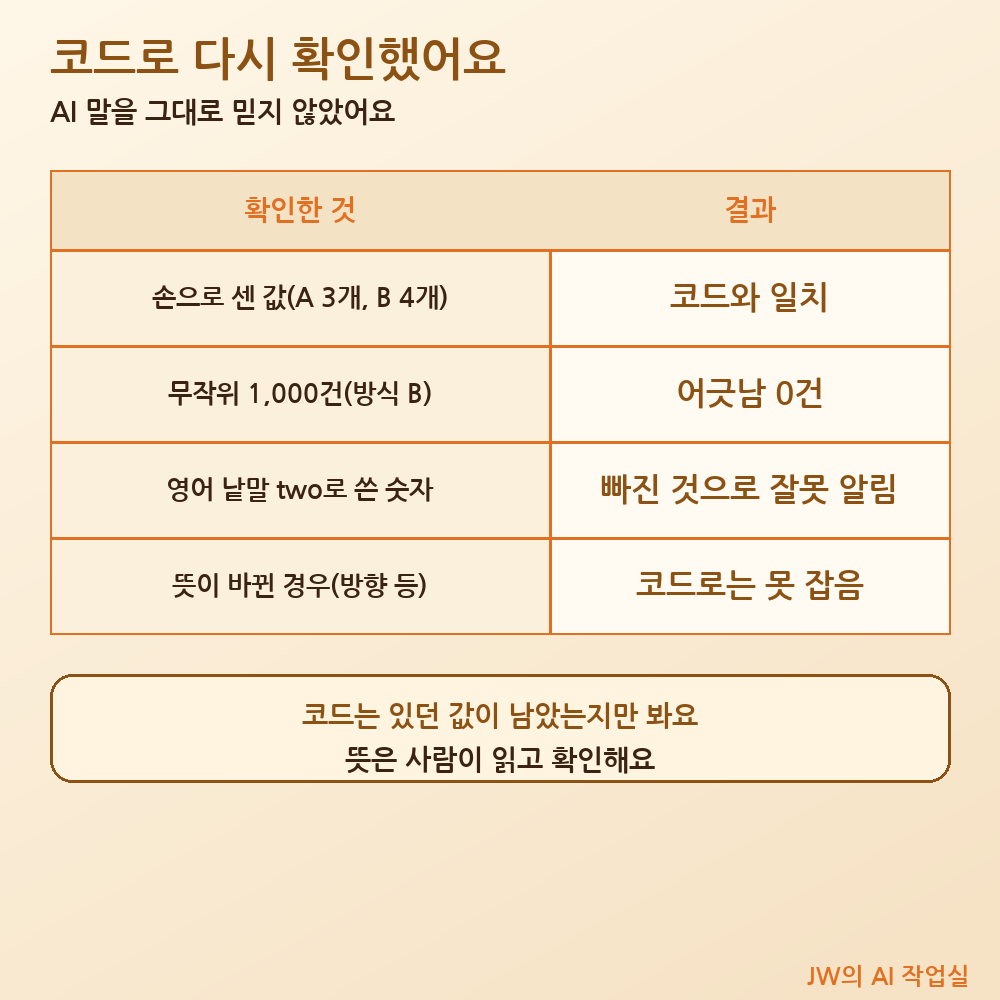 코드로 다시 확인했어요
AI 말을 그대로 믿지 않았어요
확인한 것 결과
손으로 센 값(A 3개, B 4개) 코드와 일치
무작위 1,000건(방식 B) 어긋남 0건
영어 낱말 two로 쓴 숫자 빠진 것으로 잘못 알림
뜻이 바뀐 경우(방향 등) 코드로는 못 잡음
코드는 있던 값이 남았는지만 봐요
뜻은 사람이 읽고 확인해요
JW의 AI 작업실